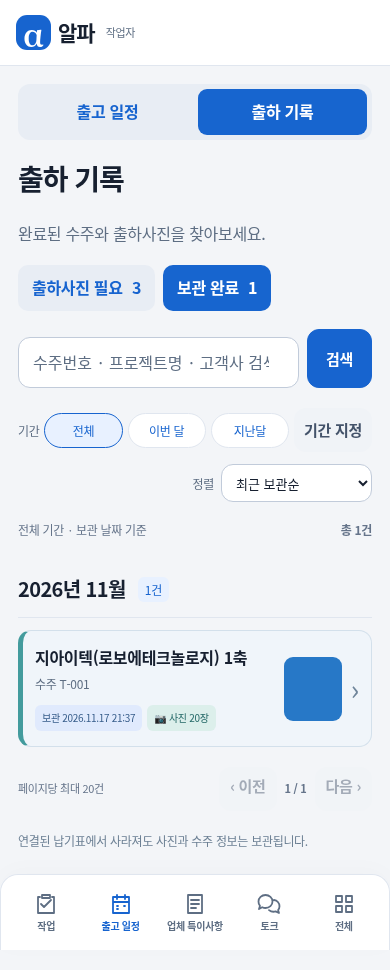 α 알파 작업자
출고 일정 출하 기록
출하 기록
완료된 수주와 출하사진을 찾아보세요.
출하사진 필요 3 보관 완료 1
수주번호 · 프로젝트명 · 고객사 검 검색
기간 전체 이번 달 지난달 기간 지정
정렬 최근 보관순
전체 기간 · 보관 날짜 기준 총 1건
2026년 11월 1건
지아이텍(로보에테크놀로지) 1축
수주 T-001
보관 2026.11.17 21:37 📷 사진 20장
페이지당 최대 20건 ‹ 이전 1 / 1 다음 ›
연결된 납기표에서 사라져도 사진과 수주 정보는 보관됩니다.
작업 출고 일정 업체 특이사항 토크 전체